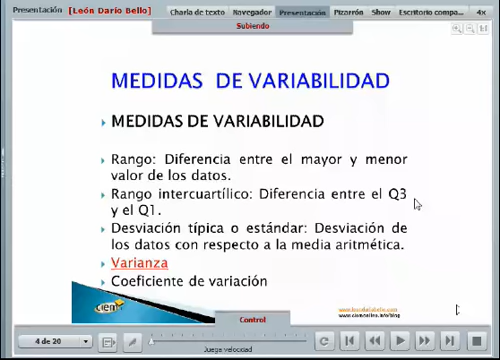 Presentación [León Darío Bello] Charla de texto Navegador Presentación Pizarrón Show Escritorio compa... 4x
Subiendo
MEDIDAS DE VARIABILIDAD
MEDIDAS DE VARIABILIDAD
Rango: Diferencia entre el mayor y menor
valor de los datos.
Rango intercuartílico: Diferencia entre el Q3
y el Q1.
Desviación típica o estándar: Desviación de
los datos con respecto a la media aritmética.
Varianza
Coeficiente de variación
cien
Control
4 de 20
Juega velocidad